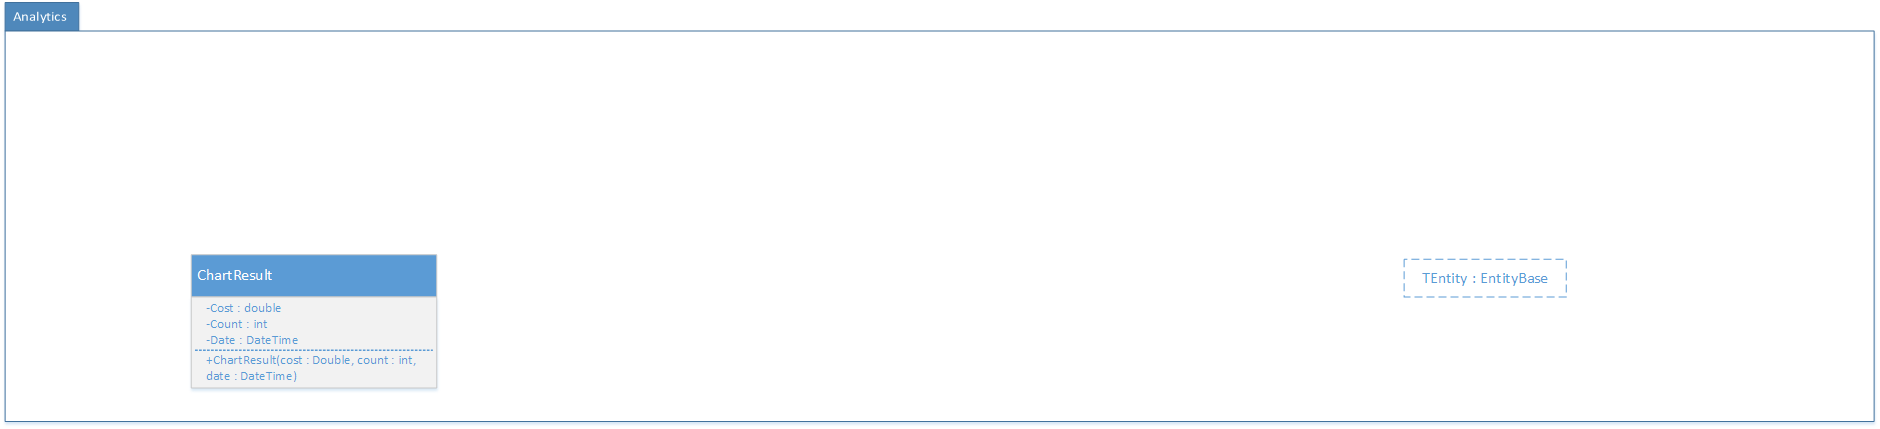 Analytics
ChartResult
TEntity : EntityBase
-Cost : double
-Count : int
-Date : DateTime
+ChartResult(cost : Double, count : int,
date : DateTime)